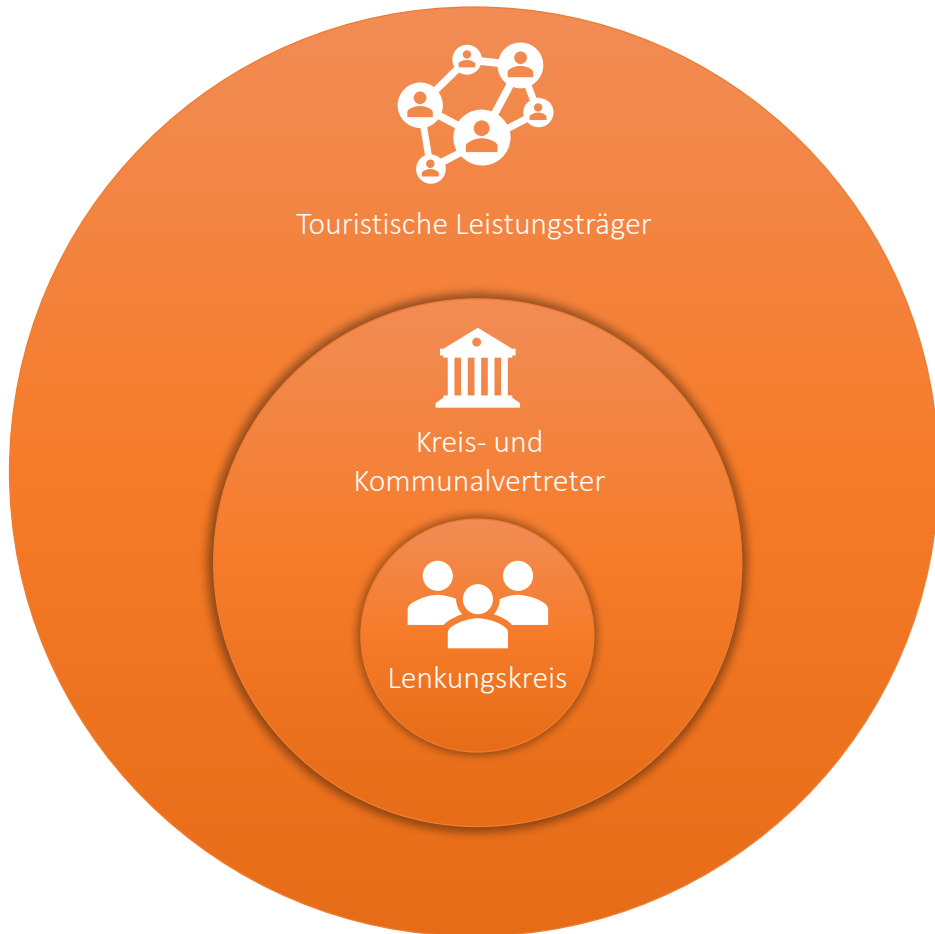 Touristische Leistungsträger
Kreis- und
Kommunalvertreter
Lenkungskreis